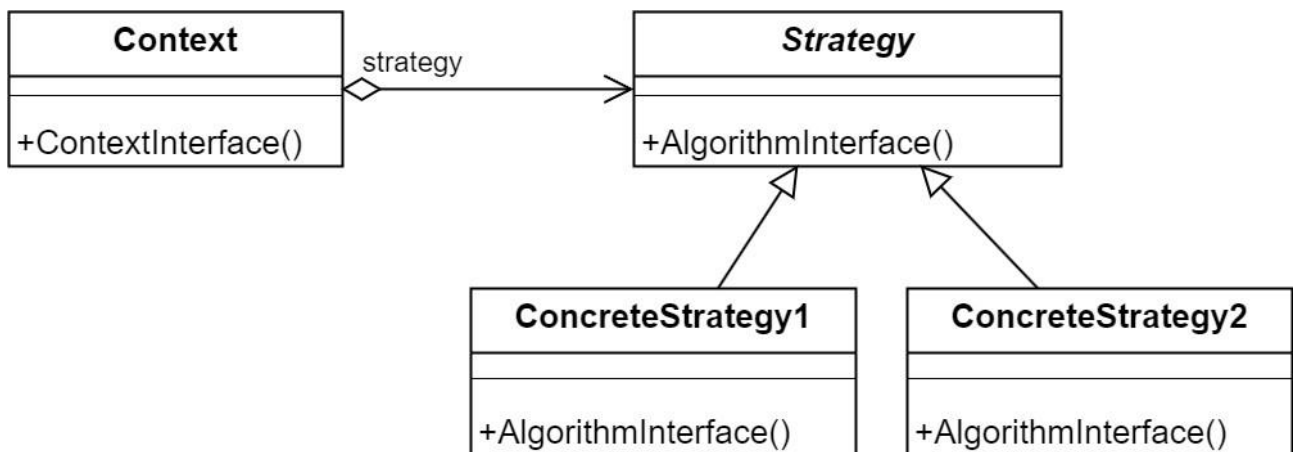 Context
Strategy
strategy
+ContextInterface()
+AlgorithmInterface()
ConcreteStrategy1
ConcreteStrategy2
+AlgorithmInterface()
+AlgorithmInterface()